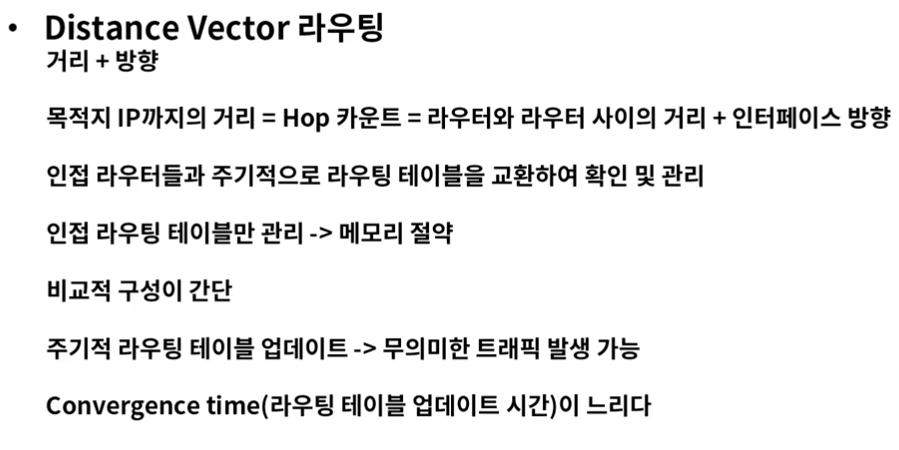 • Distance Vector 라우팅
거리 + 방향
목적지 IP까지의 거리 = Hop 카운트 = 라우터와 라우터 사이의 거리 + 인터페이스 방향
인접 라우터들과 주기적으로 라우팅 테이블을 교환하여 확인 및 관리
인접 라우팅 테이블만 관리 -> 메모리 절약
비교적 구성이 간단
주기적 라우팅 테이블 업데이트 -> 무의미한 트래픽 발생 가능
Convergence time(라우팅 테이블 업데이트 시간)이 느리다